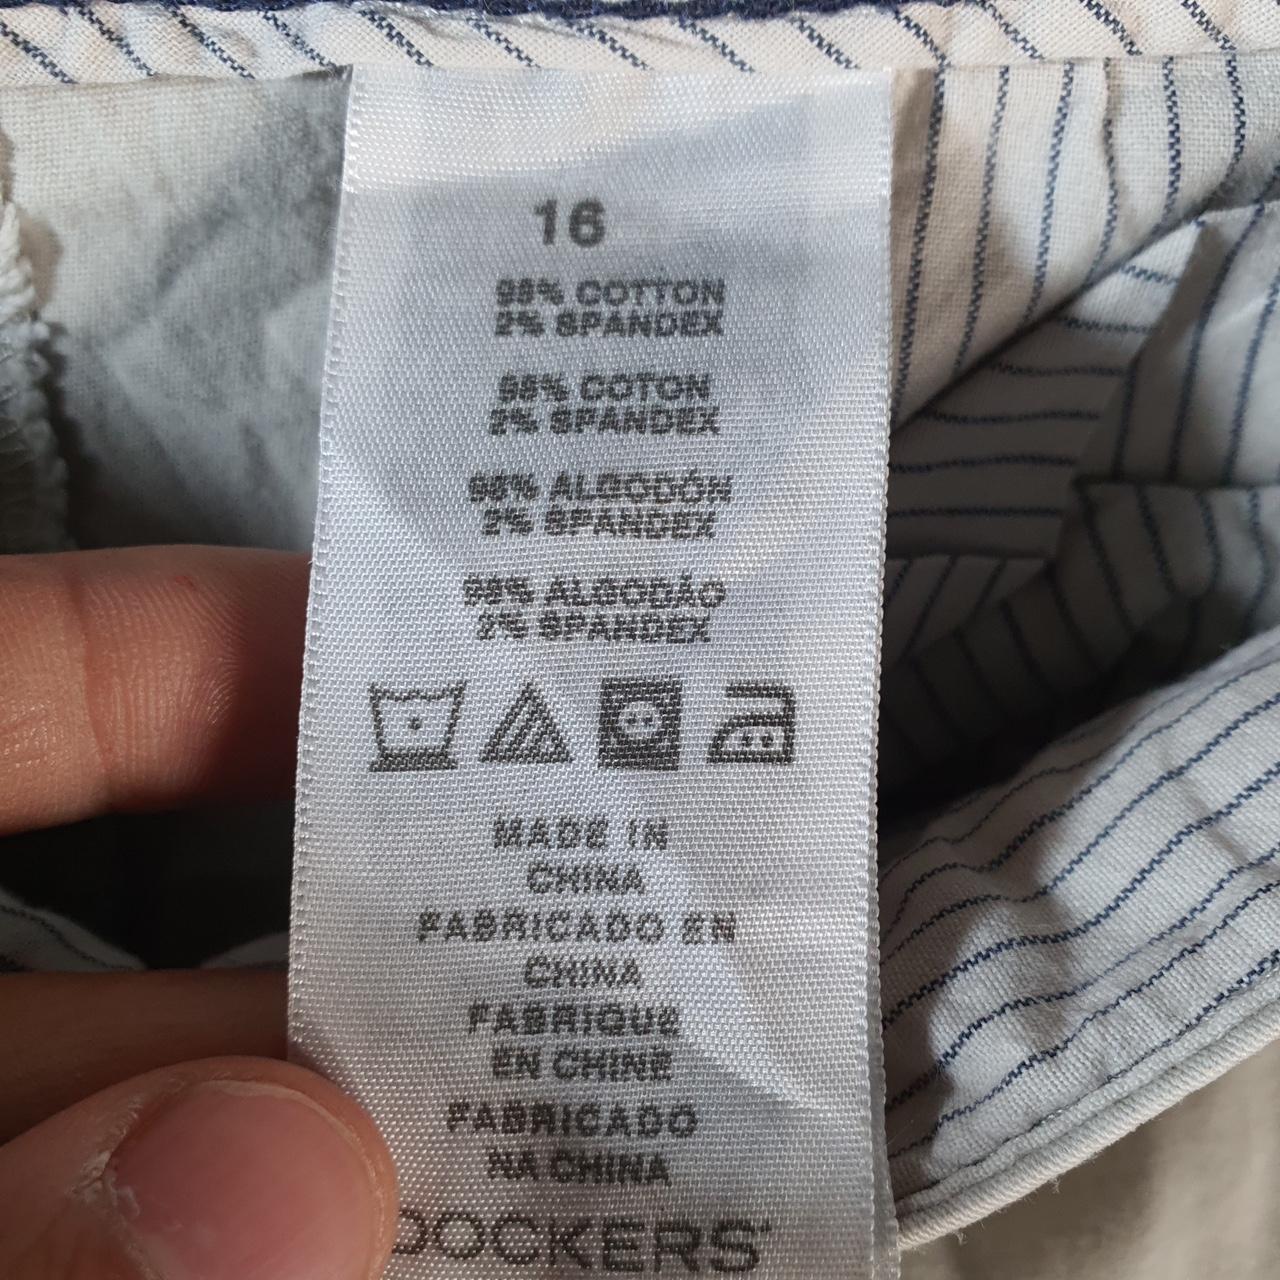 16
98% COTTON
2% SPANDEX
98% COTON
2% SPANDEX
98% ALGODÓN
2% SPANDEX
98% ALGODÃO
2% SPANDEX
MADE IN
CHINA
FABRICADO EN
CHINA
FABRIQUÉ
EN CHINE
FABRICADO
NA CHINA
DOCKERS